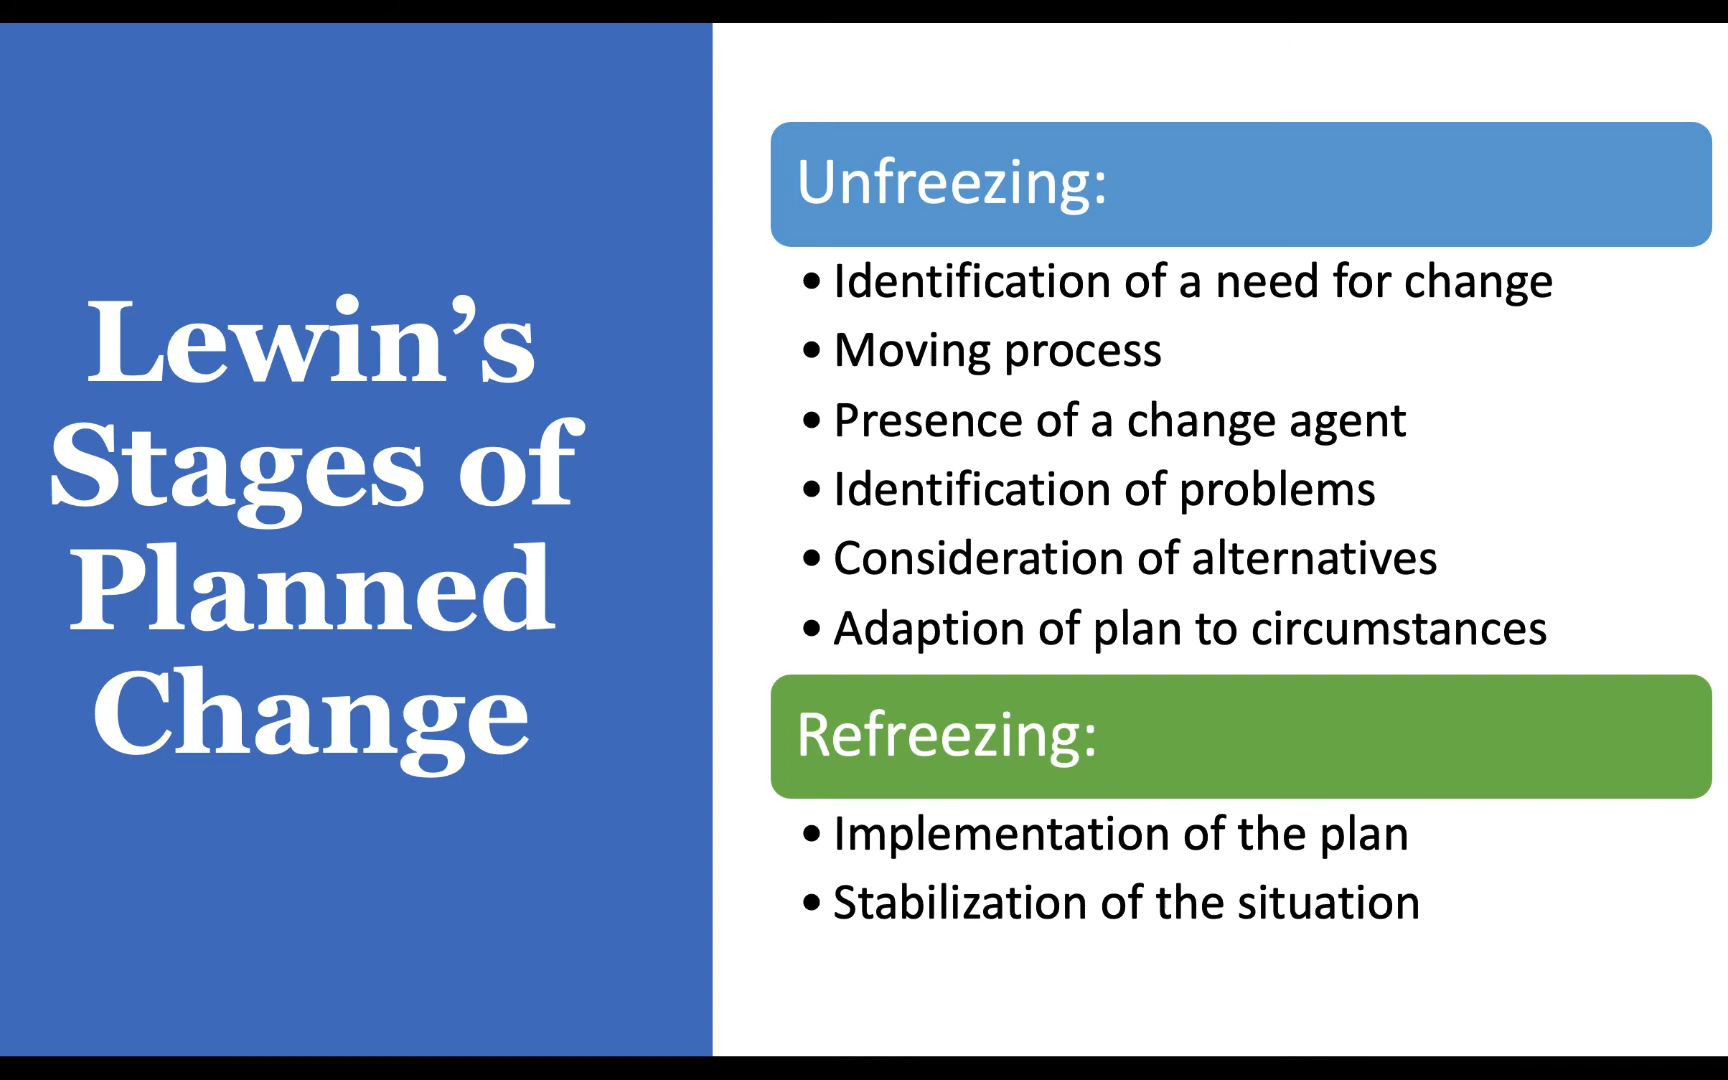 Lewin’s
Stages of
Planned
Change
Unfreezing:
• Identification of a need for change
• Moving process
• Presence of a change agent
• Identification of problems
• Consideration of alternatives
• Adaption of plan to circumstances
Refreezing:
• Implementation of the plan
• Stabilization of the situation